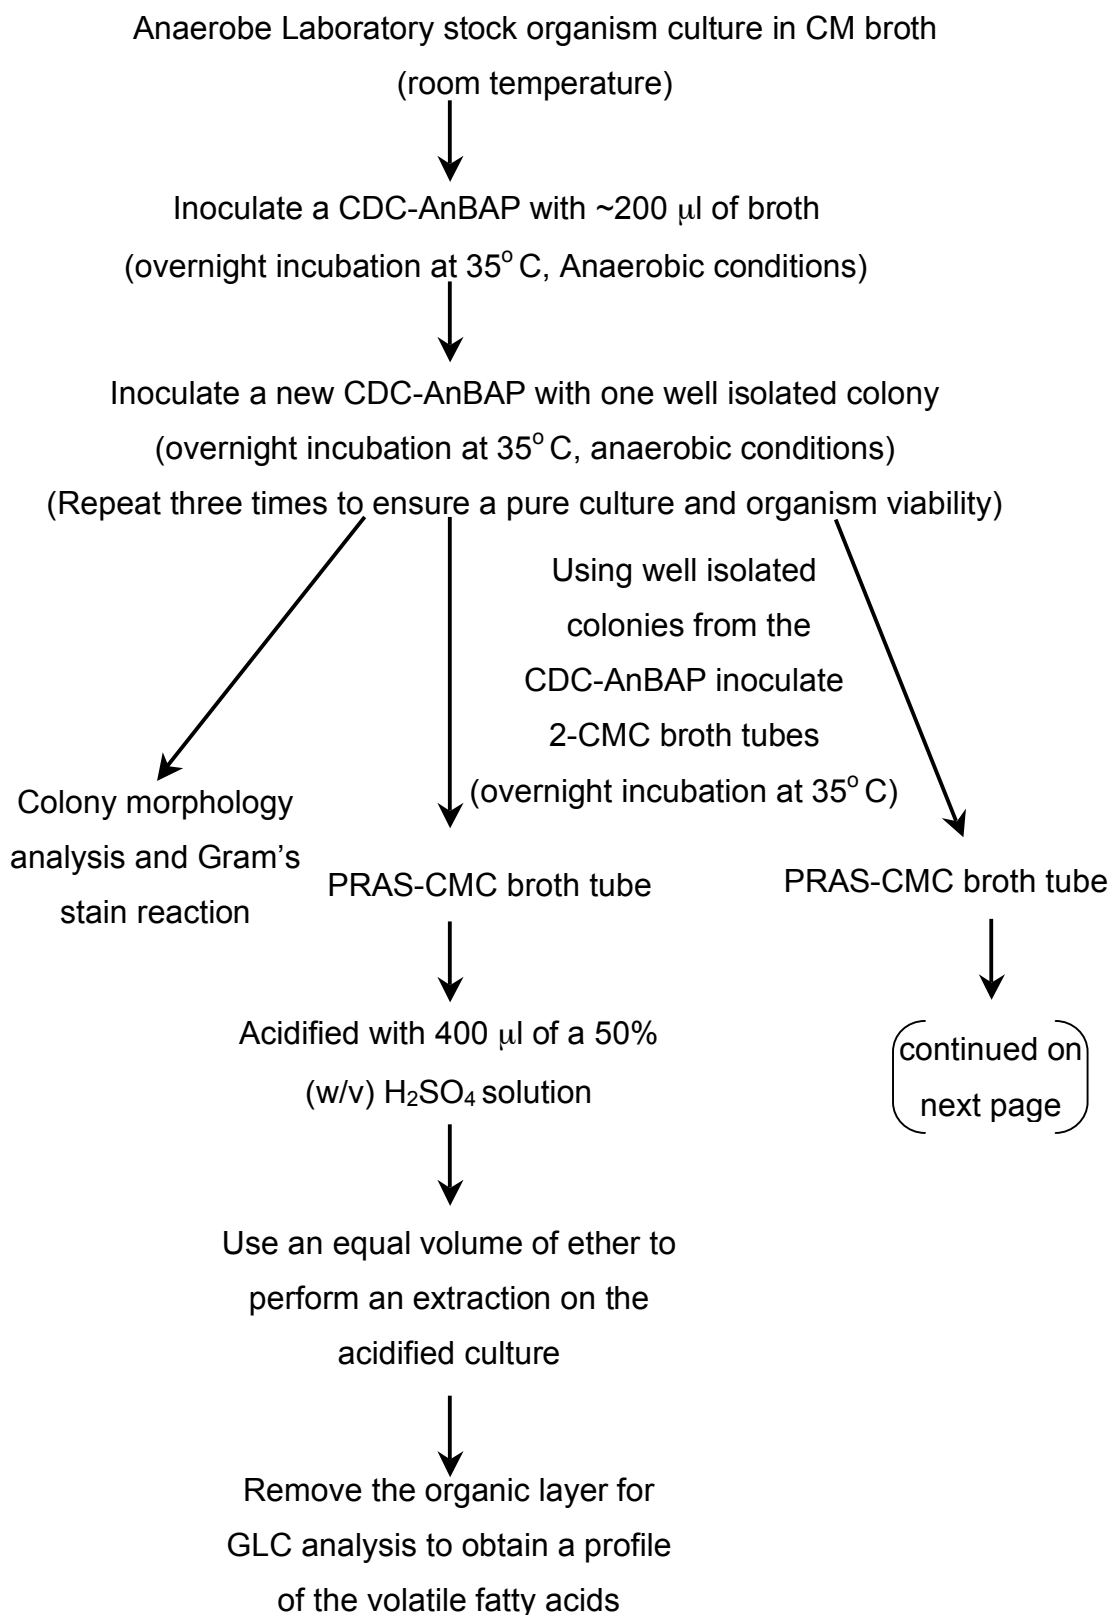 Anaerobe Laboratory stock organism culture in CM broth
(room temperature)
Inoculate a CDC-AnBAP with ~200 μl of broth
(overnight incubation at 35° C, Anaerobic conditions)
Inoculate a new CDC-AnBAP with one well isolated colony
(overnight incubation at 35° C, anaerobic conditions)
(Repeat three times to ensure a pure culture and organism viability)
Using well isolated
colonies from the
CDC-AnBAP inoculate
2-CMC broth tubes
(overnight incubation at 35° C)
Colony morphology
analysis and Gram’s
stain reaction
PRAS-CMC broth tube
Acidified with 400 μl of a 50%
(w/v) H₂SO₄ solution
Use an equal volume of ether to
perform an extraction on the
acidified culture
Remove the organic layer for
GLC analysis to obtain a profile
of the volatile fatty acids
PRAS-CMC broth tube
continued on
next page